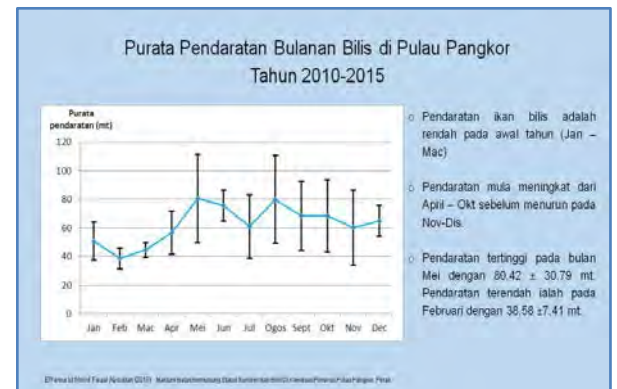 Purata Pendaratan Bulanan Bilis di Pulau Pangkor
Tahun 2010-2015
Purata
pendaratan (mt)
120
100
80
60
40
20
0
Jan Feb Mac Apr Mei Jun Jul Ogos Sept Okt Nov Dec
o Pendaratan ikan bilis adalah
rendah pada awal tahun (Jan –
Mac)
o Pendaratan mula meningkat dari
April – Okt sebelum menurun pada
Nov-Dis.
o Pendaratan tertinggi pada bulan
Mei dengan 80.42 ± 30.79 mt.
Pendaratan terendah ialah pada
Februari dengan 38.58 ±7.41 mt.